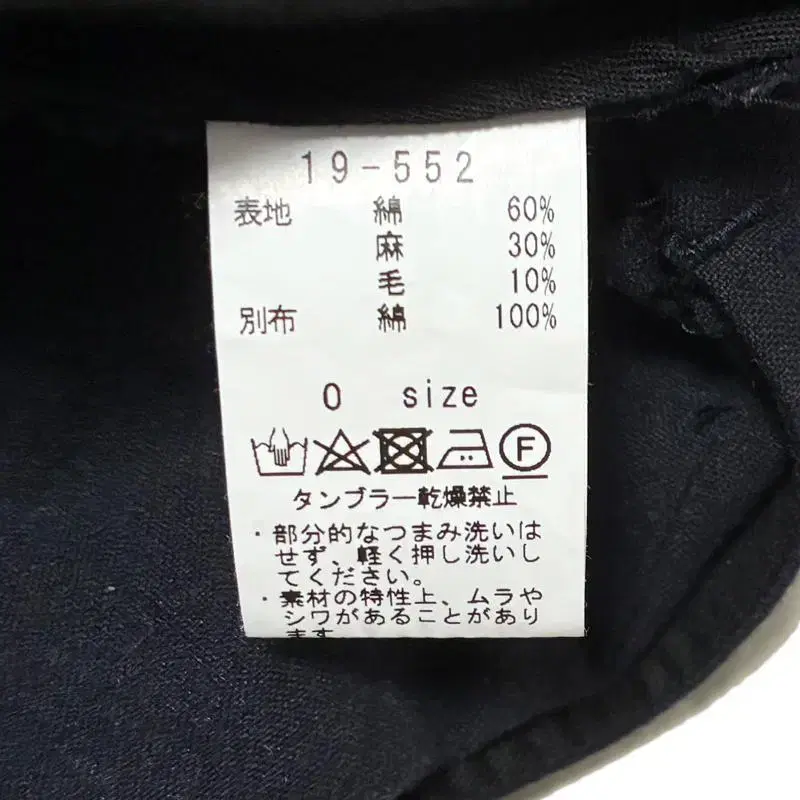 19-552
表地 綿 60%
麻 30%
毛 10%
別布 綿 100%
0 size
F
タンブラー乾燥禁止
・部分的なつまみ洗いは
せず、軽く押し洗いし
てください。
・素材の特性上、ムラや
シワがあることがあり
ます